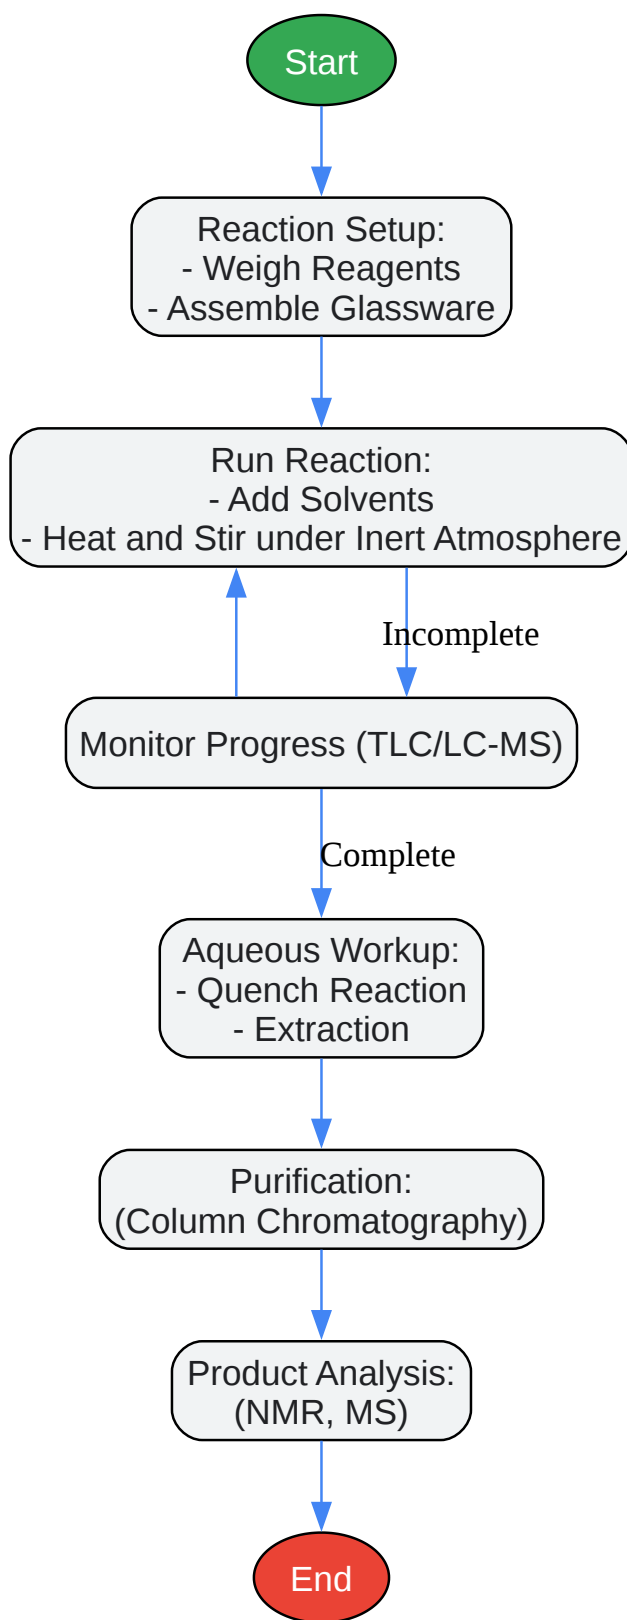 Start
Reaction Setup:
- Weigh Reagents
- Assemble Glassware
Run Reaction:
- Add Solvents
- Heat and Stir under Inert Atmosphere
Incomplete
Monitor Progress (TLC/LC-MS)
Complete
Aqueous Workup:
- Quench Reaction
- Extraction
Purification:
(Column Chromatography)
Product Analysis:
(NMR, MS)
End